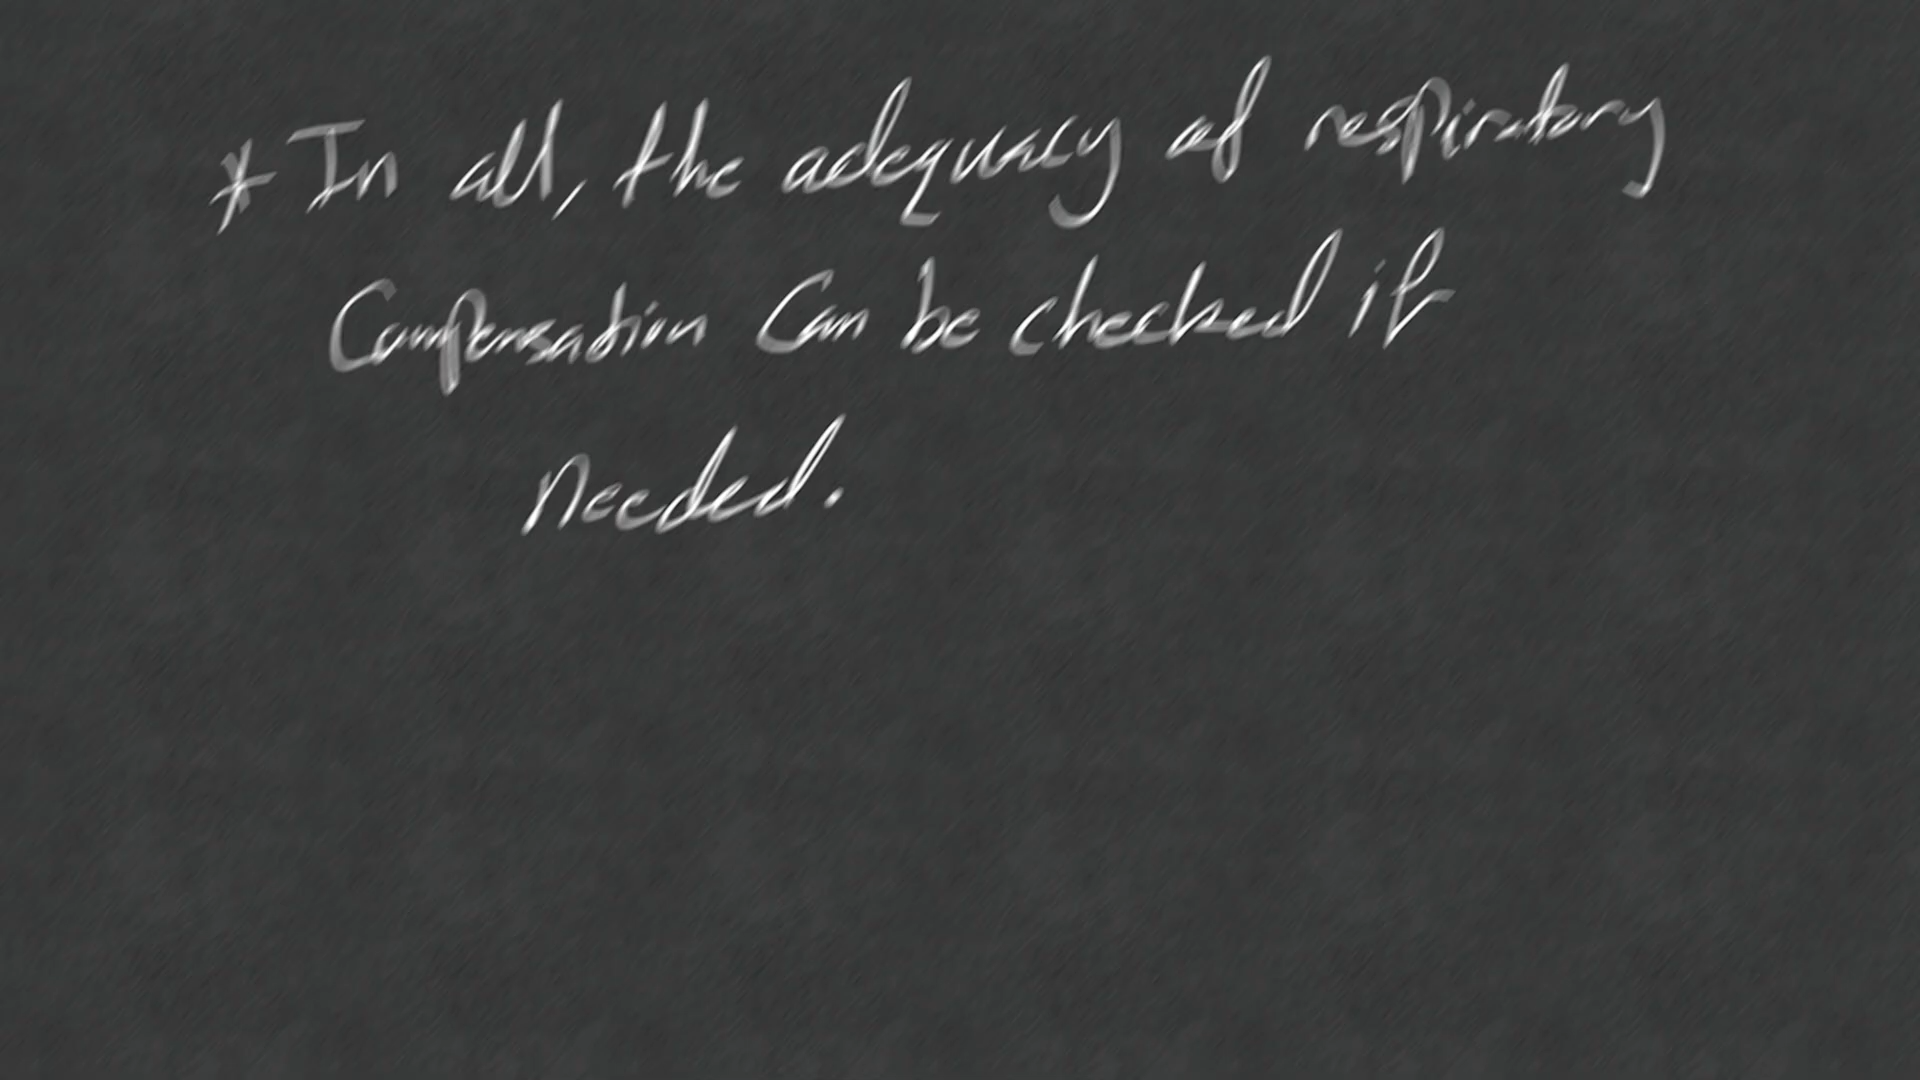 * In all, the adequacy of respiratory
Compensation Can be checked if
needed.